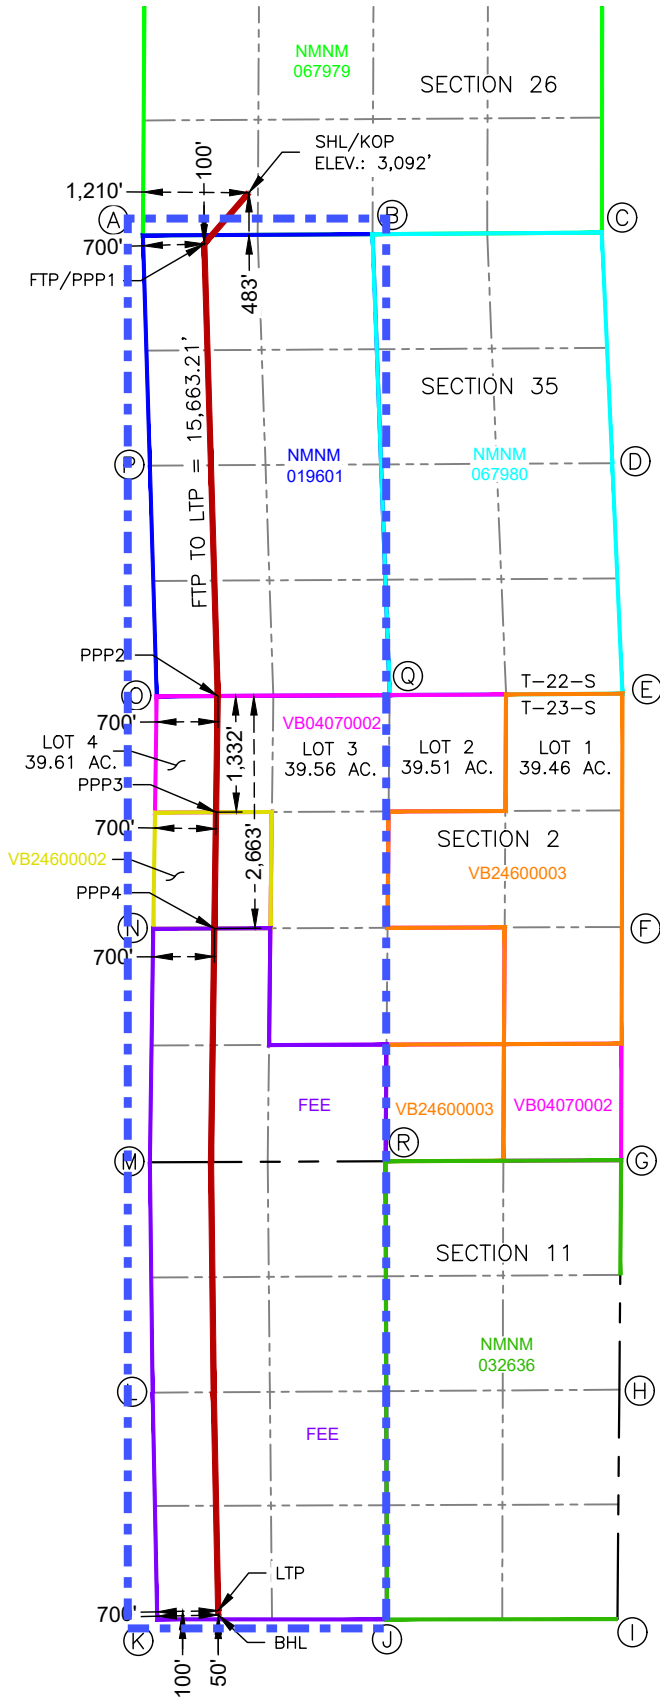 NMNM
067979
SECTION 26
SHL/KOP
ELEV.: 3,092'
100'
1,210'
A
B
C
700'
FTP/PPP1
483'
FTP TO LTP = 15,663.21'
SECTION 35
NMNM
019601
NMNM
067980
P
D
PPP2
Q
O
T-22-S
E
T-23-S
700'
VB04070002
LOT 4
39.61 AC.
1,332'
LOT 3
39.56 AC.
LOT 2
39.51 AC.
LOT 1
39.46 AC.
PPP3
700'
2,663'
SECTION 2
VB24600002
VB24600003
PPP4
N
F
700'
FEE
VB24600003
VB04070002
R
M
G
SECTION 11
NMNM
032636
L
H
FEE
LTP
700'
K
BHL
J
I
100'
50'